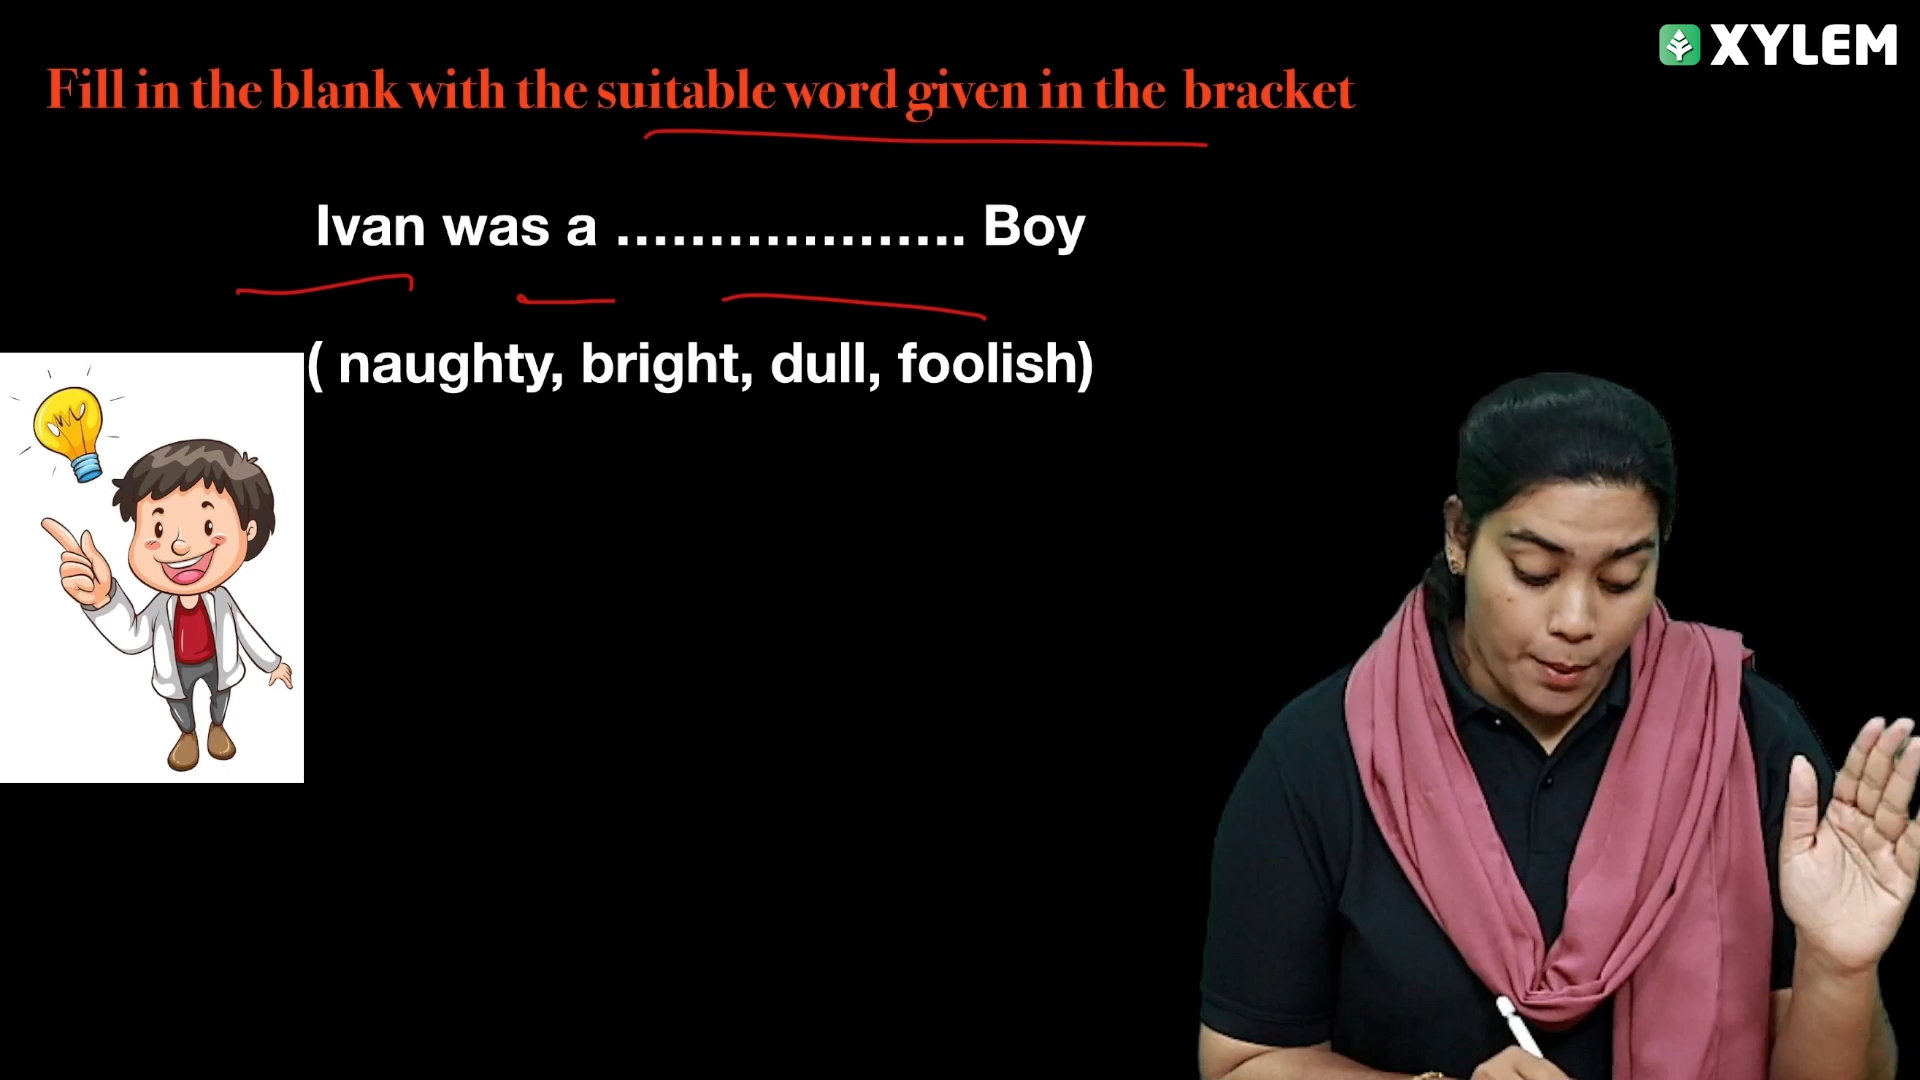 XYLEM
Fill in the blank with the suitable word given in the bracket
Ivan was a ................... Boy
( naughty, bright, dull, foolish)